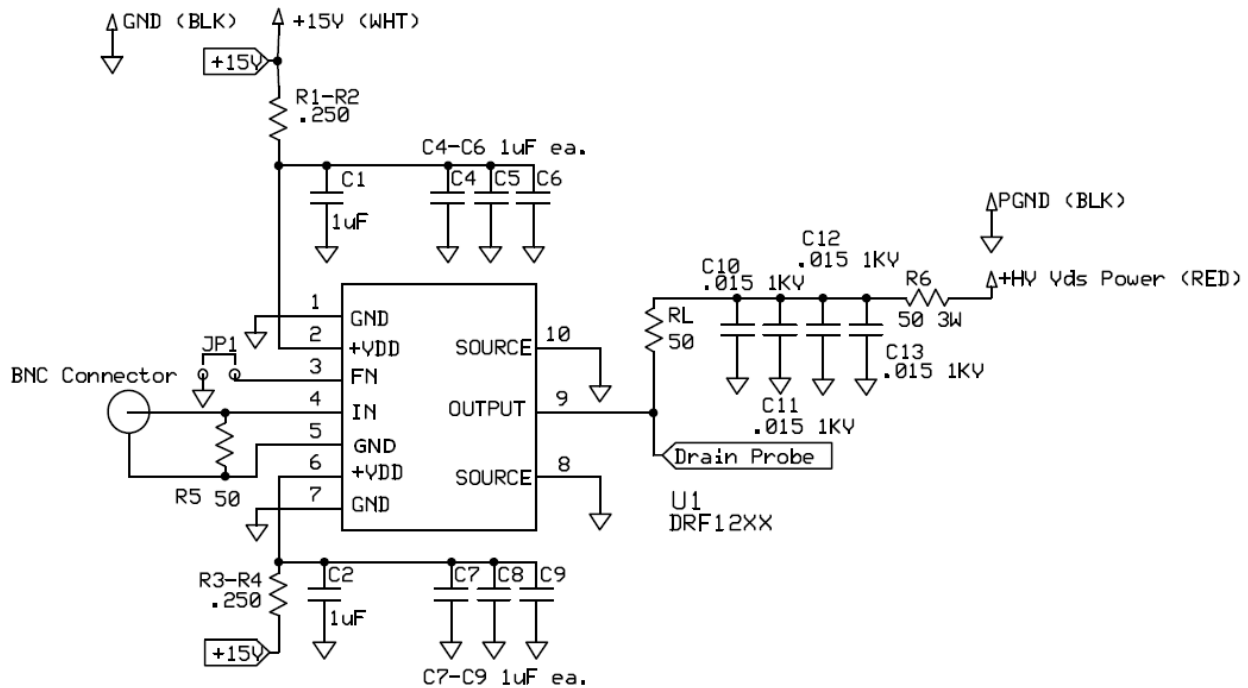 GND (BLK)
+15V (WHT)
+15V
R1-R2
.250
C4-C6 1uF ea.
C1
1uF
C4
C5
C6
PGND (BLK)
C12
.015 1KV
C10
.015 1KV
+HV Vds Power (RED)
R6
50 3W
RL
50
C13
.015 1KV
C11
.015 1KV
1
GND
2
+VDD
JP1
3
FN
BNC Connector
4
IN
5
GND
6
+VDD
7
GND
R5 50
SOURCE
10
OUTPUT
9
SOURCE
8
Drain Probe
U1
DRF12XX
R3-R4
.250
C2
1uF
C7
C8
C9
+15V
C7-C9 1uF ea.